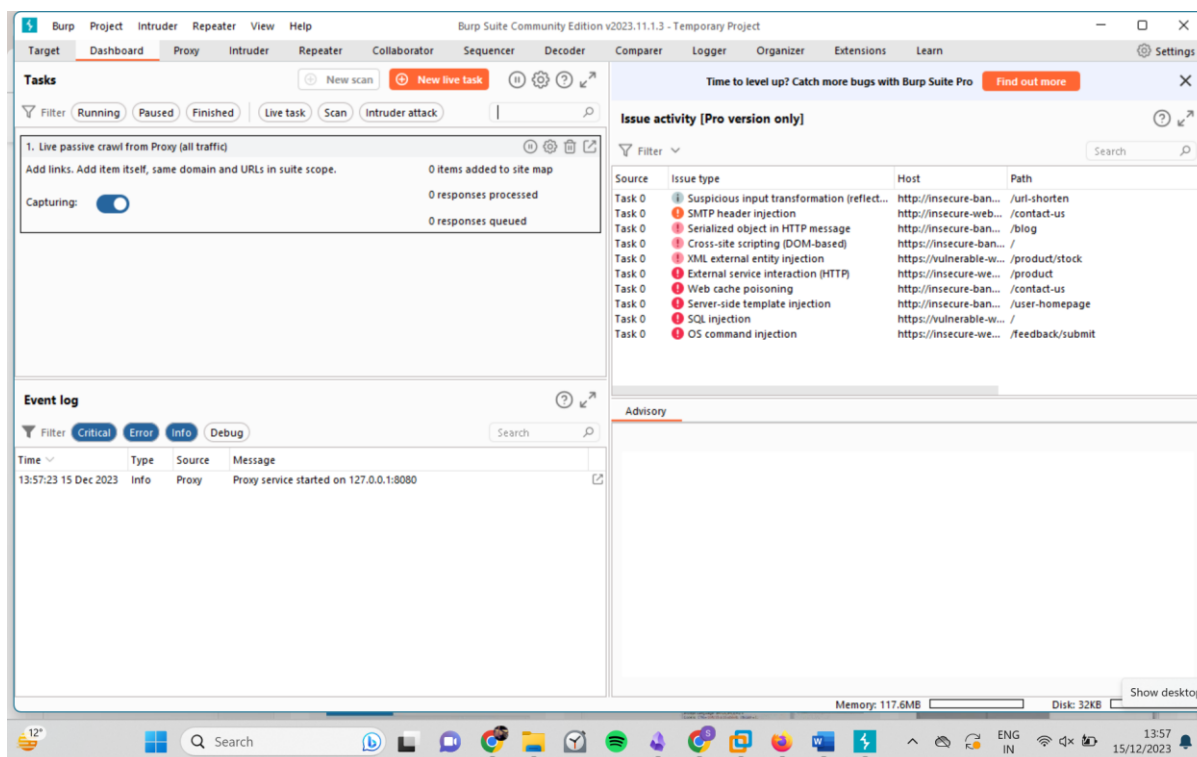 Burp Project Intruder Repeater View Help Burp Suite Community Edition v2023.11.1.3 - Temporary Project
Target Dashboard Proxy Intruder Repeater Collaborator Sequencer Decoder Comparer Logger Organizer Extensions Learn Settings
Tasks New scan New live task
Filter Running Paused Finished Live task Scan Intruder attack
1. Live passive crawl from Proxy (all traffic)
Add links. Add item itself, same domain and URLs in suite scope. 0 items added to site map
Capturing: 0 responses processed
0 responses queued
Event log
Filter Critical Error Info Debug Search
Time Type Source Message
13:57:23 15 Dec 2023 Info Proxy Proxy service started on 127.0.0.1:8080
Time to level up? Catch more bugs with Burp Suite Pro Find out more
Issue activity [Pro version only]
Filter Search
Source Issue type Host Path
Task 0 Suspicious input transformation (reflect... http://insecure-ban... /url-shorten
Task 0 SMTP header injection http://insecure-web... /contact-us
Task 0 Serialized object in HTTP message http://insecure-ban... /blog
Task 0 Cross-site scripting (DOM-based) https://insecure-ban... /
Task 0 XML external entity injection https://vulnerable-w... /product/stock
Task 0 External service interaction (HTTP) https://insecure-we... /product
Task 0 Web cache poisoning http://insecure-ban... /contact-us
Task 0 Server-side template injection http://insecure-ban... /user-homepage
Task 0 SQL injection https://vulnerable-w... /
Task 0 OS command injection https://insecure-we... /feedback/submit
Advisory
Memory: 117.6MB Disk: 32KB
Show desktop
12°
Search
ENG
IN
13:57
15/12/2023